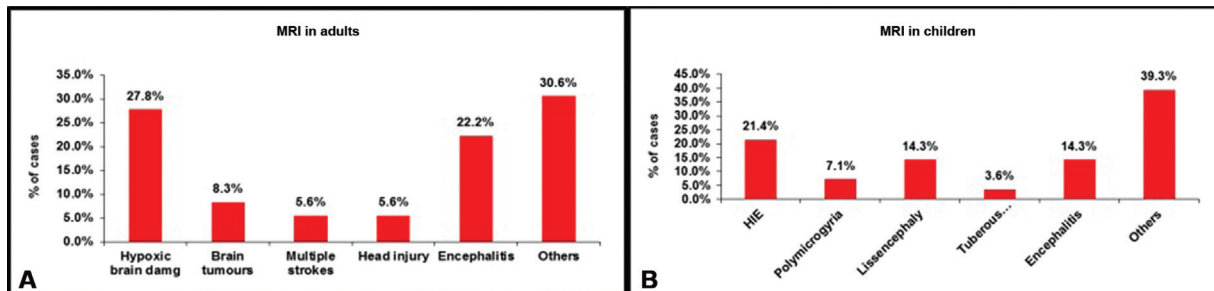 MRI in adults
% of cases
35.0%
30.0%
25.0%
20.0%
15.0%
10.0%
5.0%
0.0%
27.8%
8.3%
5.6%
5.6%
22.2%
30.6%
Hypoxic
brain damg
Brain
tumours
Multiple
strokes
Head injury
Encephalitis
Others
A
MRI in children
% of cases
45.0%
40.0%
35.0%
30.0%
25.0%
20.0%
15.0%
10.0%
5.0%
0.0%
21.4%
7.1%
14.3%
3.6%
14.3%
39.3%
HIE
Polymicrogyria
Lissencephaly
Tuberous...
Encephalitis
Others
B